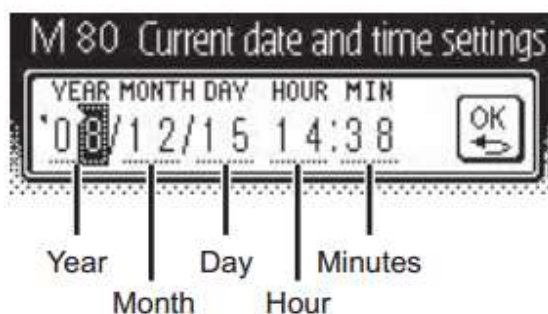 M 80 Current date and time settings
YEAR MONTH DAY HOUR MIN
'08/12/15 14:38
OK
Year Day Minutes
Month Hour